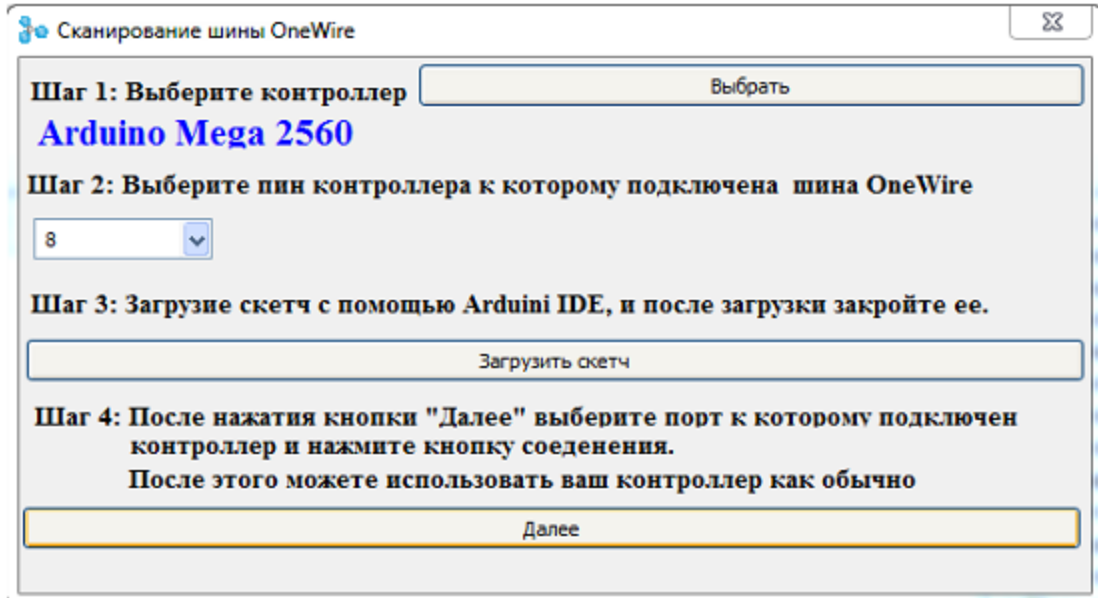 Сканирование шины OneWire
Шаг 1: Выберите контроллер
Выбрать
Arduino Mega 2560
Шаг 2: Выберите пин контроллера к которому подключена шина OneWire
8
Шаг 3: Загрузие скетч с помощью Arduini IDE, и после загрузки закройте ее.
Загрузить скетч
Шаг 4: После нажатия кнопки "Далее" выберите порт к которому подключен
контроллер и нажмите кнопку соеденения.
После этого можете использовать ваш контроллер как обычно
Далее